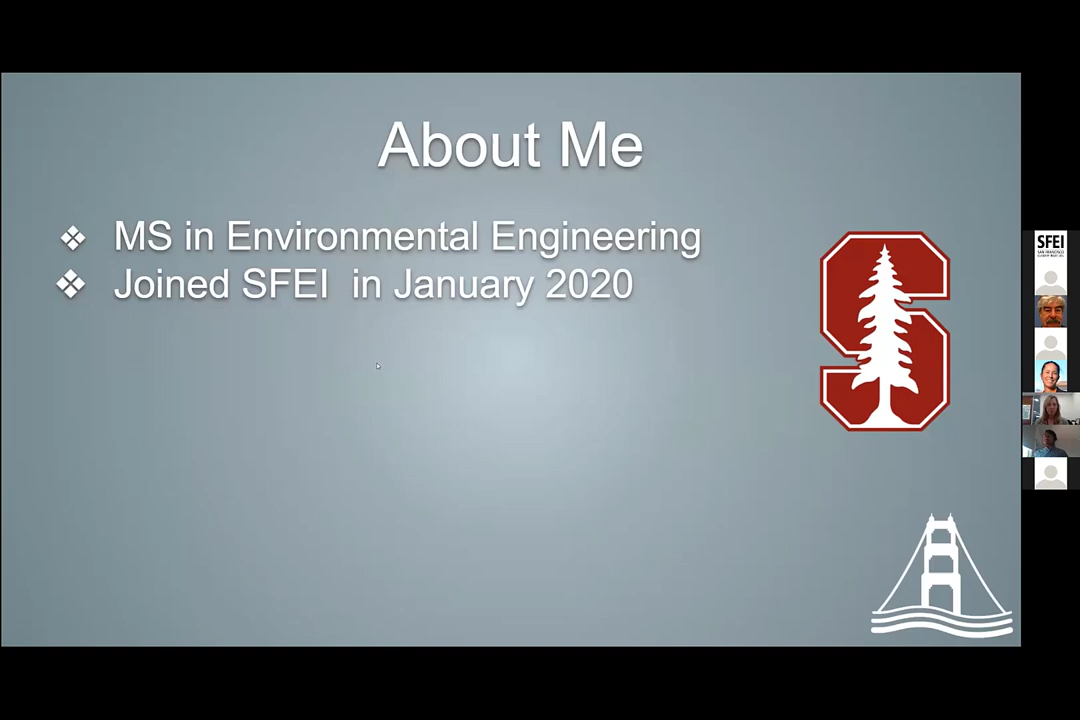 About Me
❖ MS in Environmental Engineering
❖ Joined SFEI in January 2020
SFEI